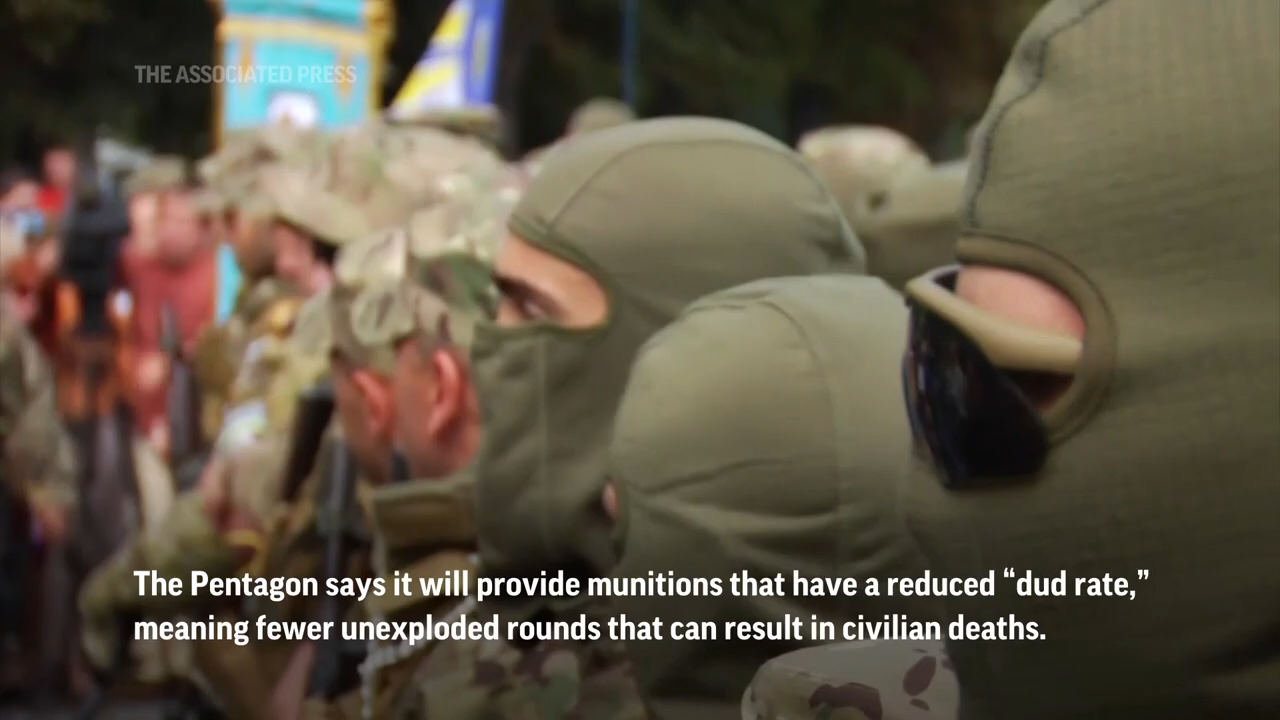 THE ASSOCIATED PRESS
The Pentagon says it will provide munitions that have a reduced “dud rate,”
meaning fewer unexploded rounds that can result in civilian deaths.